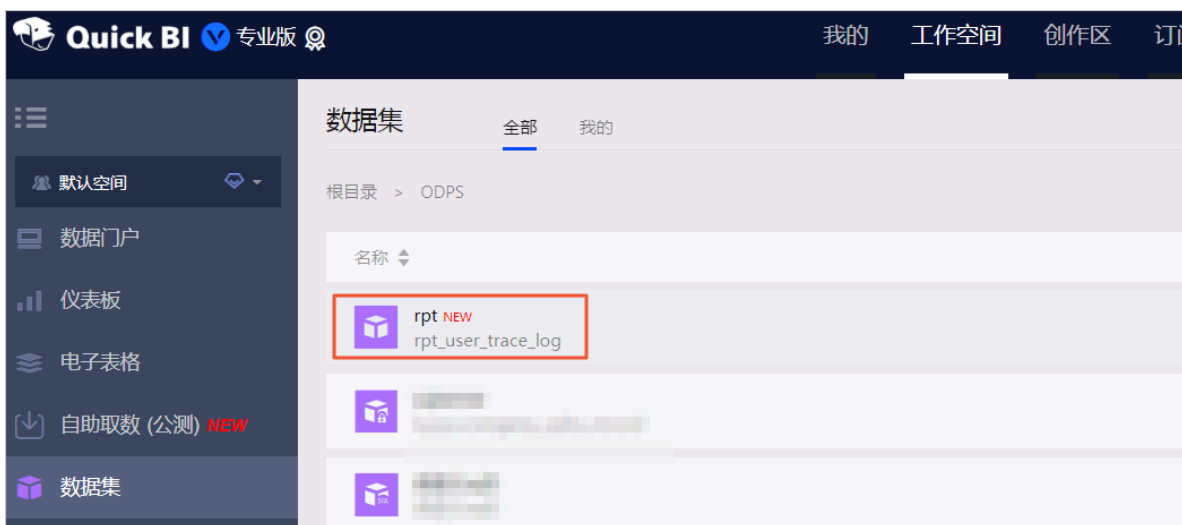 Quick BI 专业版
我的 工作空间 创作区
数据集 全部 我的
默认空间
根目录 > ODPS
数据门户
名称
仪表板
rpt NEW
rpt_user_trace_log
电子表格
自助取数 (公测) NEW
数据集
SQL